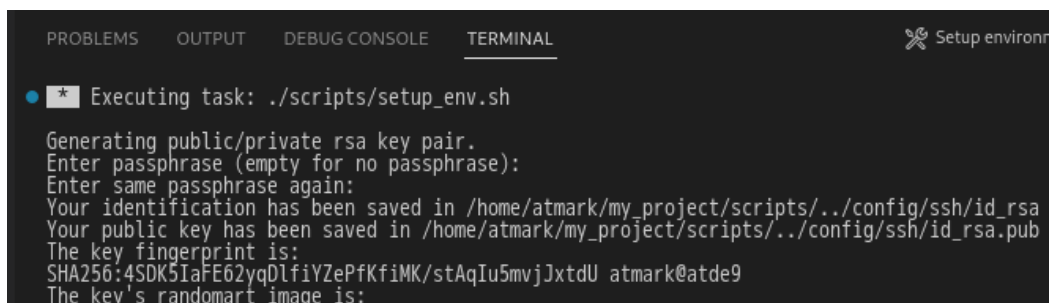 PROBLEMS OUTPUT DEBUG CONSOLE TERMINAL Setup environm
* Executing task: ./scripts/setup_env.sh
Generating public/private rsa key pair.
Enter passphrase (empty for no passphrase):
Enter same passphrase again:
Your identification has been saved in /home/atmark/my_project/scripts/../config/ssh/id_rsa
Your public key has been saved in /home/atmark/my_project/scripts/../config/ssh/id_rsa.pub
The key fingerprint is:
SHA256:4SDK5IaFE62yqDlfiYZePfKfiMK/stAqIu5mvjJxtdU atmark@atde9
The key's randomart image is: